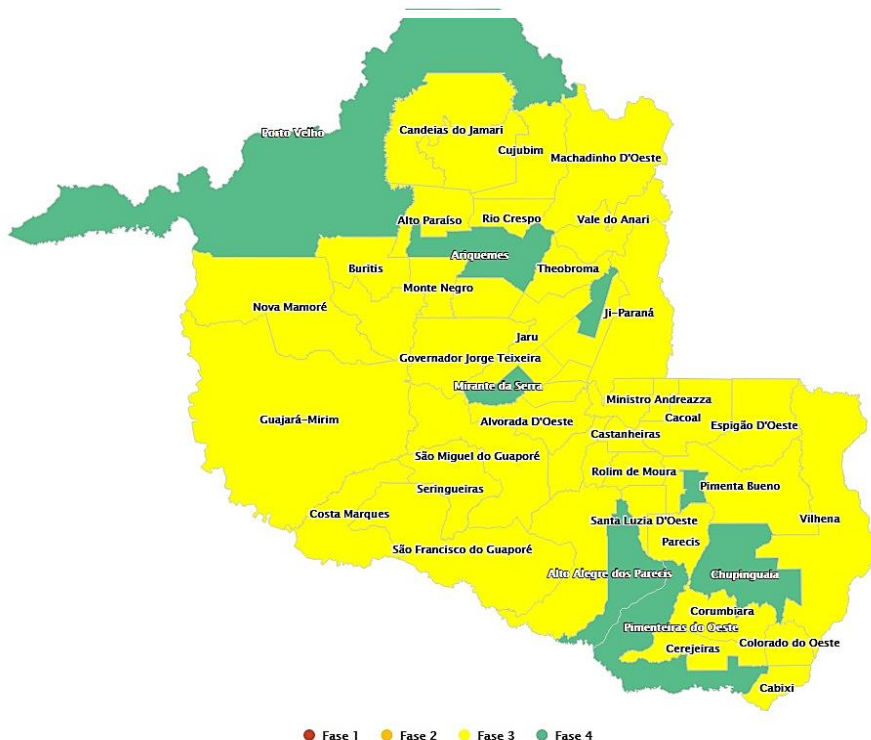 Porto Velho
Candeias do Jamari
Cujubim
Machadinho D'Oeste
Alto Paraíso
Rio Crespo
Vale do Anari
Ariquemes
Buritis
Theobroma
Monte Negro
Nova Mamoré
Ji-Paraná
Jaru
Governador Jorge Teixeira
Mirante da Serra
Ministro Andreazza
Cacoal
Guajará-Mirim
Alvorada D'Oeste
Espigão D'Oeste
Castanheiras
São Miguel do Guaporé
Rolim de Moura
Seringueiras
Pimenta Bueno
Costa Marques
Santa Luzia D'Oeste
Vilhena
Parecis
São Francisco do Guaporé
Alto Alegre dos Parecis
Chupinguaia
Corumbiara
Pimenteiras do Oeste
Colorado do Oeste
Cerejeiras
Cabixi
Fase 1 Fase 2 Fase 3 Fase 4